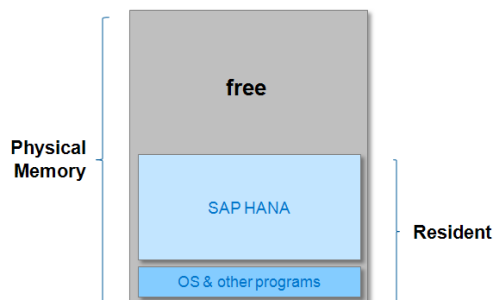 free
Physical
Memory
SAP HANA
Resident
OS & other programs